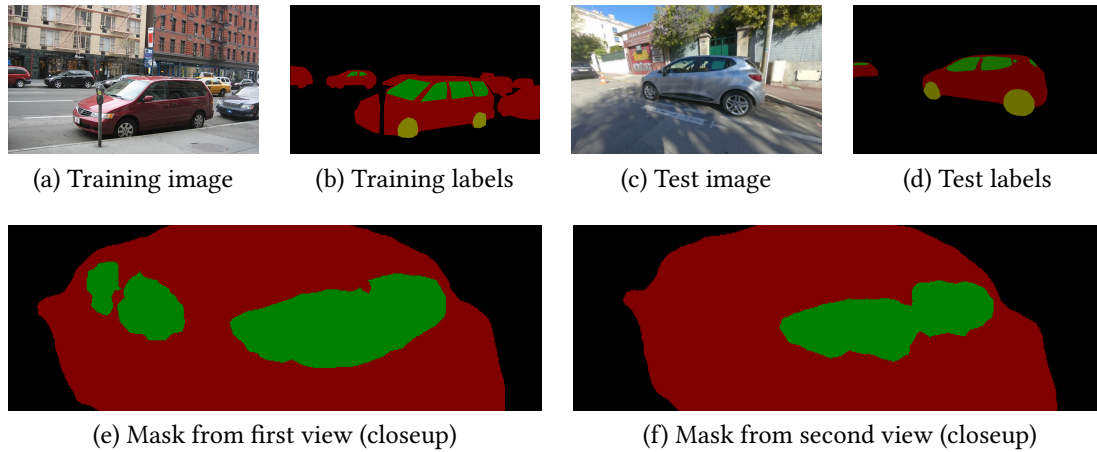 (a) Training image
(b) Training labels
(c) Test image
(d) Test labels
(e) Mask from first view (closeup)
(f) Mask from second view (closeup)